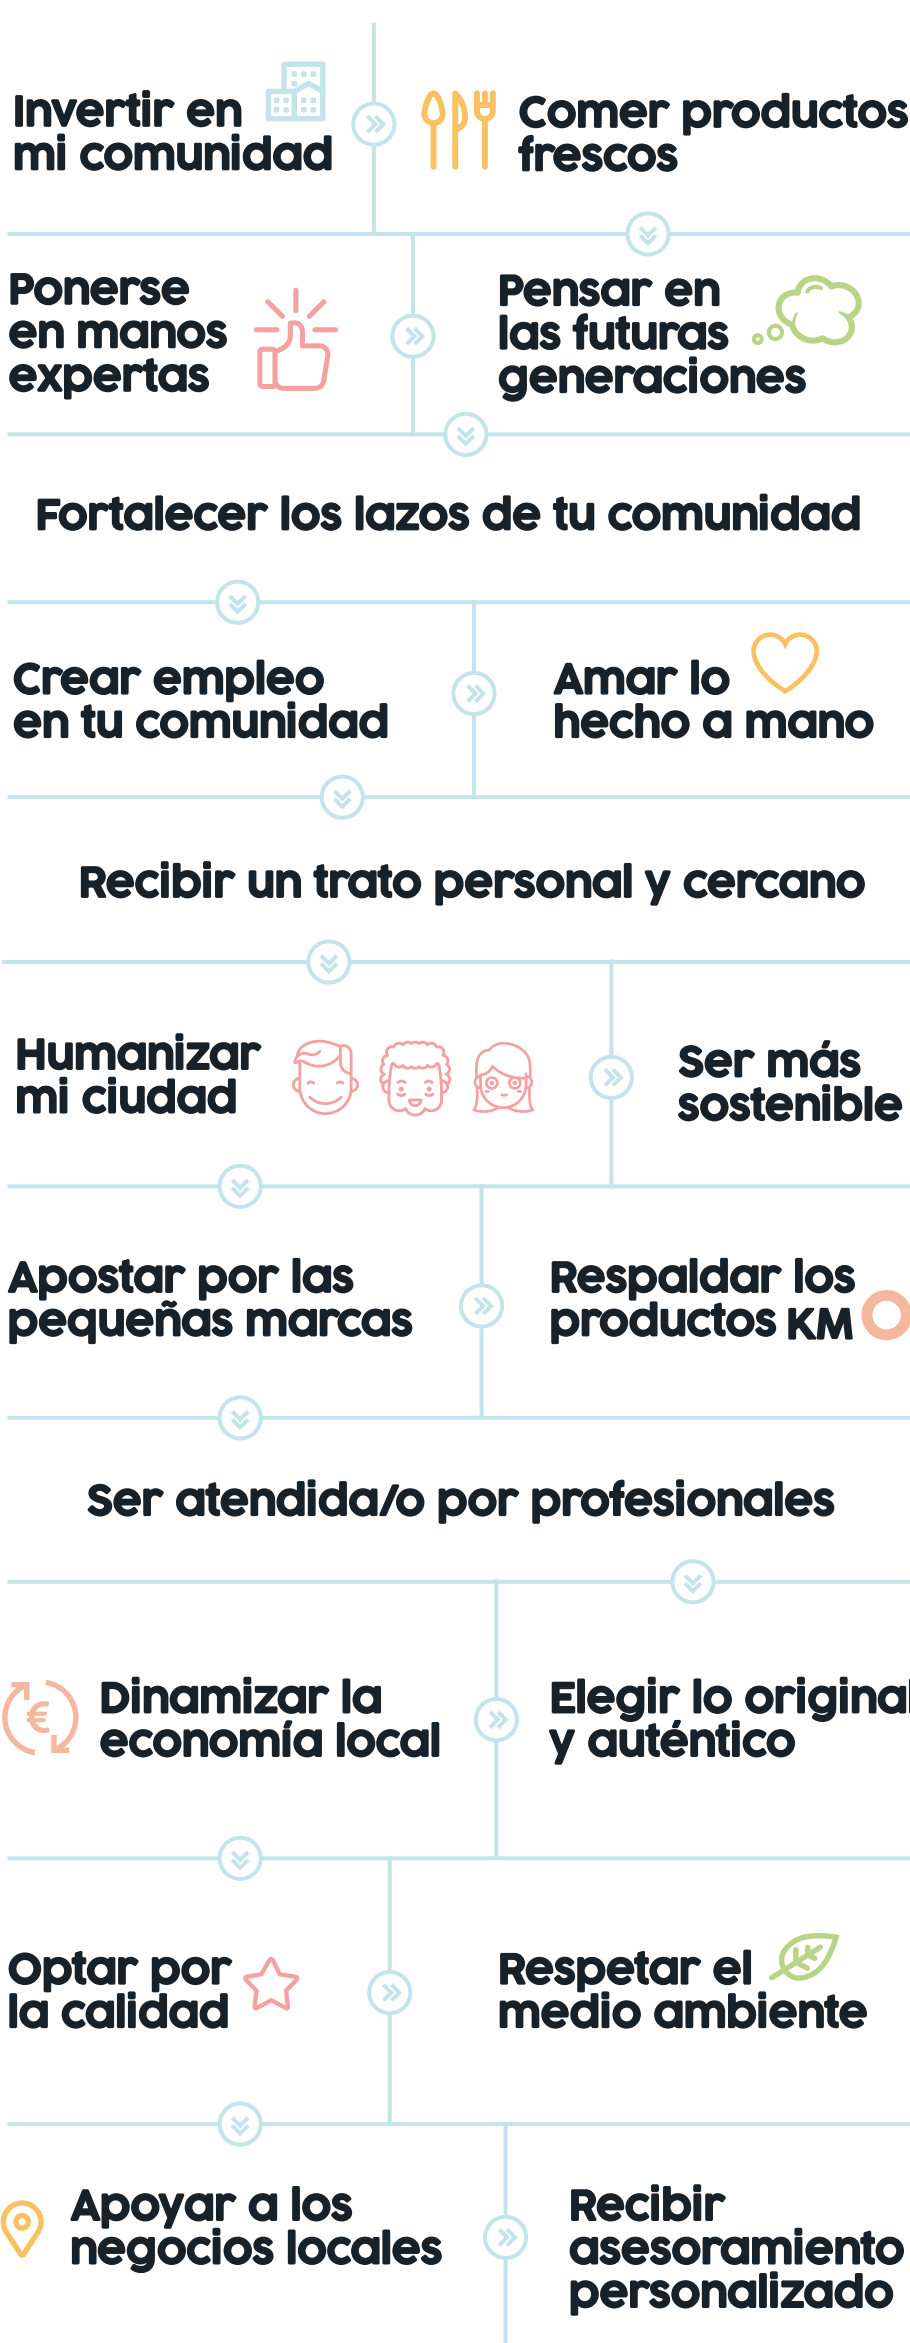 Invertir en
mi comunidad
Comer productos
frescos
Ponerse
en manos
expertas
Pensar en
las futuras
generaciones
Fortalecer los lazos de tu comunidad
Crear empleo
en tu comunidad
Amar lo
hecho a mano
Recibir un trato personal y cercano
Humanizar
mi ciudad
Ser más
sostenible
Apostar por las
pequeñas marcas
Respaldar los
productos KM 0
Ser atendida/o por profesionales
€
Dinamizar la
economía local
Elegir lo original
y auténtico
Optar por
la calidad
Respetar el
medio ambiente
Apoyar a los
negocios locales
Recibir
asesoramiento
personalizado